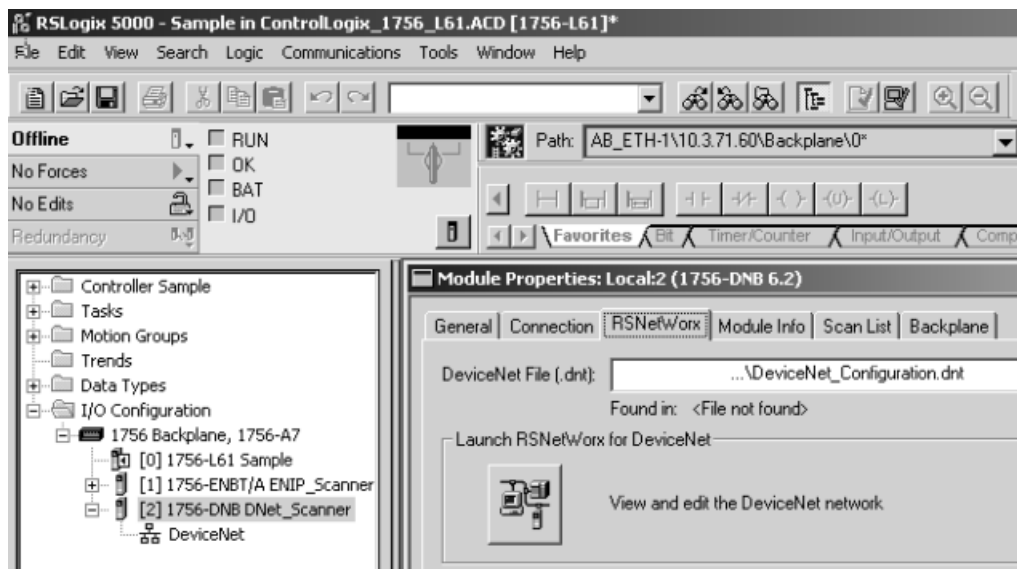 RSLogix 5000 - Sample in ControlLogix_1756_L61.ACD [1756-L61]*
File Edit View Search Logic Communications Tools Window Help
Offline
RUN
No Forces
OK
No Edits
BAT
Redundancy
I/O
Path: AB_ETH-1\10.3.71.60\Backplane\0*
Favorites Bit Timer/Counter Input/Output Comp
Controller Sample
Tasks
Motion Groups
Trends
Data Types
I/O Configuration
1756 Backplane, 1756-A7
[0] 1756-L61 Sample
[1] 1756-ENBT/A ENIP_Scanner
[2] 1756-DNB DNet_Scanner
DeviceNet
Module Properties: Local:2 (1756-DNB 6.2)
General Connection RSNetWorx Module Info Scan List Backplane
DeviceNet File (.dnt): ...\DeviceNet_Configuration.dnt
Found in: <File not found>
Launch RSNetWorx for DeviceNet
View and edit the DeviceNet network